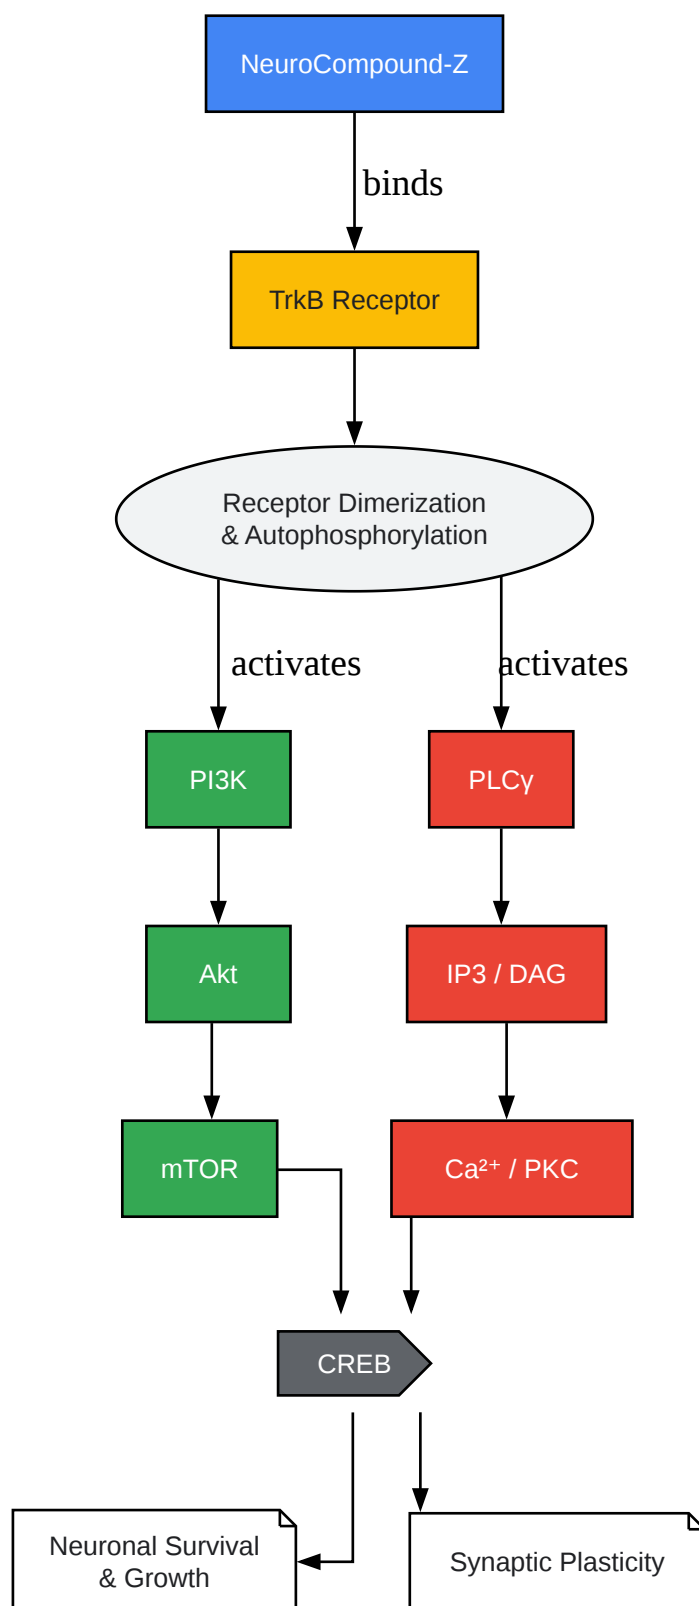 NeuroCompound-Z
binds
TrkB Receptor
Receptor Dimerization
& Autophosphorylation
activates
activates
PI3K
PLCγ
Akt
IP3 / DAG
mTOR
Ca²⁺ / PKC
CREB
Neuronal Survival
& Growth
Synaptic Plasticity